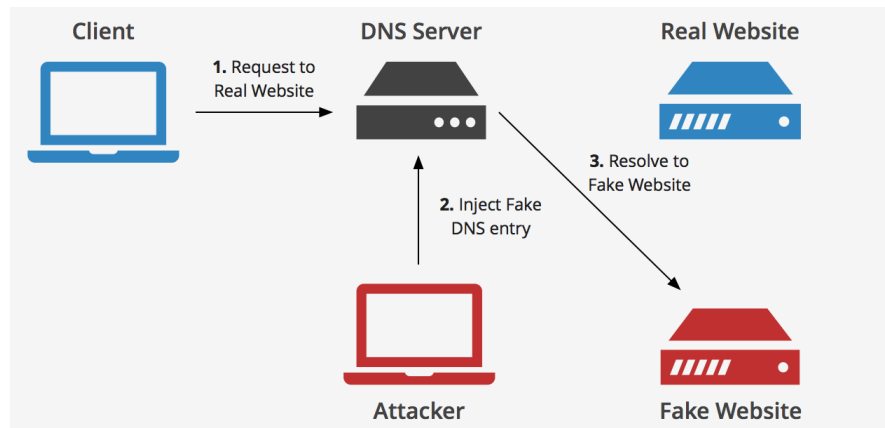 Client
DNS Server
Real Website
1. Request to
Real Website
3. Resolve to
Fake Website
2. Inject Fake
DNS entry
Attacker
Fake Website